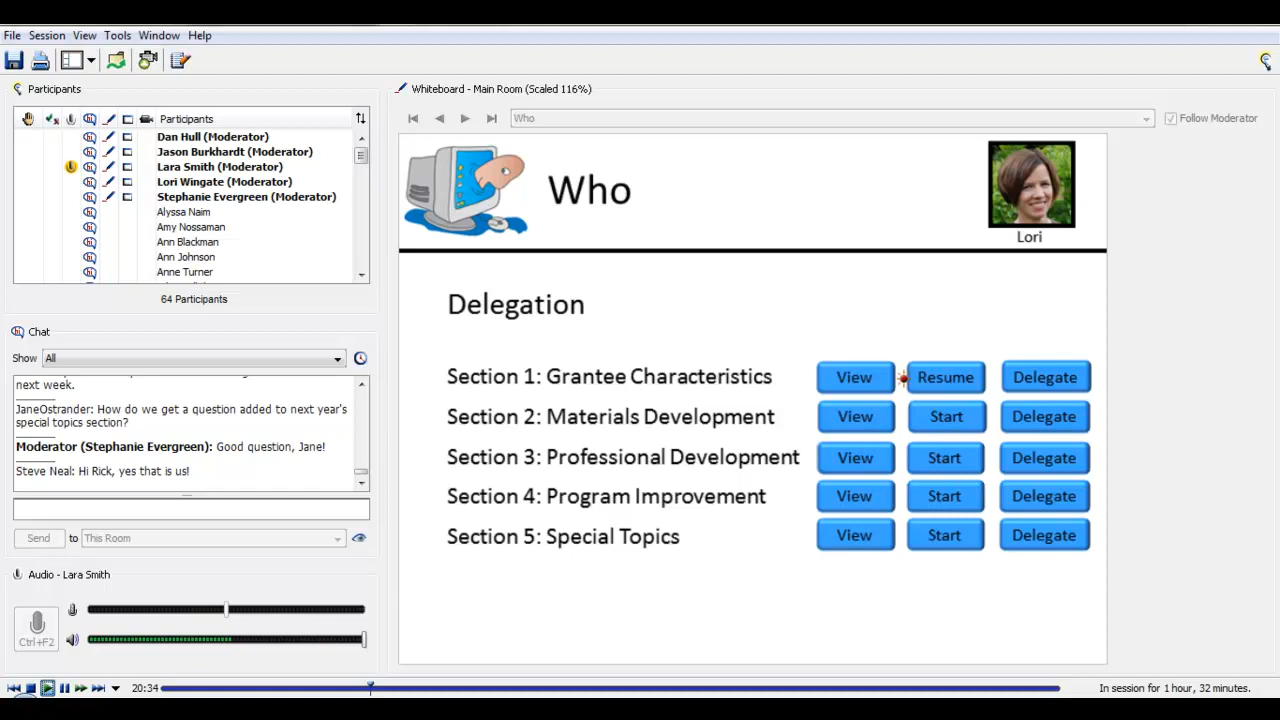 File Session View Tools Window Help
Participants
Participants
Dan Hull (Moderator)
Jason Burkhardt (Moderator)
Lara Smith (Moderator)
Lori Wingate (Moderator)
Stephanie Evergreen (Moderator)
Alyssa Naim
Amy Nossaman
Ann Blackman
Ann Johnson
Anne Turner
64 Participants
Chat
Show All
next week.
JaneOstrander: How do we get a question added to next year's
special topics section?
Moderator (Stephanie Evergreen): Good question, Jane!
Steve Neal: Hi Rick, yes that is us!
Send to This Room
Audio - Lara Smith
Ctrl+F2
Whiteboard - Main Room (Scaled 116%)
Who Follow Moderator
Who
Lori
Delegation
Section 1: Grantee Characteristics View Resume Delegate
Section 2: Materials Development View Start Delegate
Section 3: Professional Development View Start Delegate
Section 4: Program Improvement View Start Delegate
Section 5: Special Topics View Start Delegate
20:34 In session for 1 hour, 32 minutes.